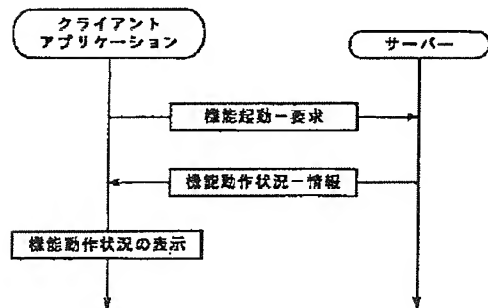 クライアント
アプリケーション
サーバー
機能起動ー要求
機能動作状況ー情報
機能動作状況の表示